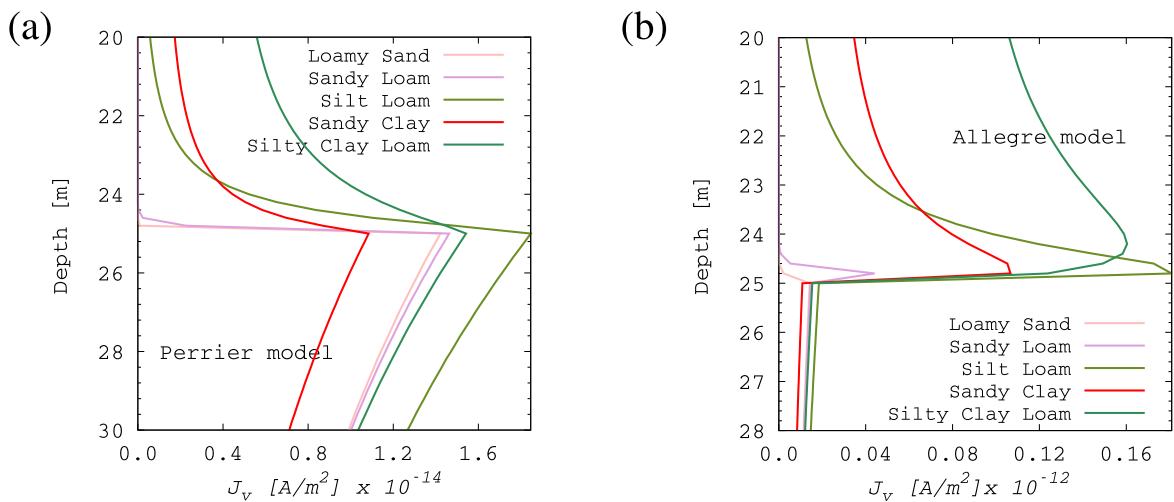 (a)
20
22
24
26
28
30
Depth [m]
Loamy Sand
Sandy Loam
Silt Loam
Sandy Clay
Silty Clay Loam
Perrier model
0.0 0.4 0.8 1.2 1.6
J_v [A/m²] x 10⁻¹⁴
(b)
20
21
22
23
24
25
26
27
28
Depth [m]
Allegre model
Loamy Sand
Sandy Loam
Silt Loam
Sandy Clay
Silty Clay Loam
0.0 0.04 0.08 0.12 0.16
J_v [A/m²]x 10⁻¹²